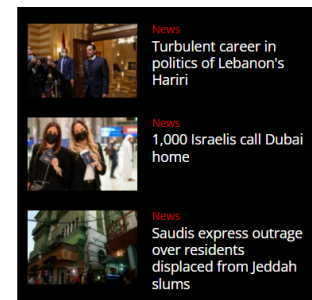 News
Turbulent career in
politics of Lebanon's
Hariri
News
1,000 Israelis call Dubai
home
News
Saudis express outrage
over residents
displaced from Jeddah
slums